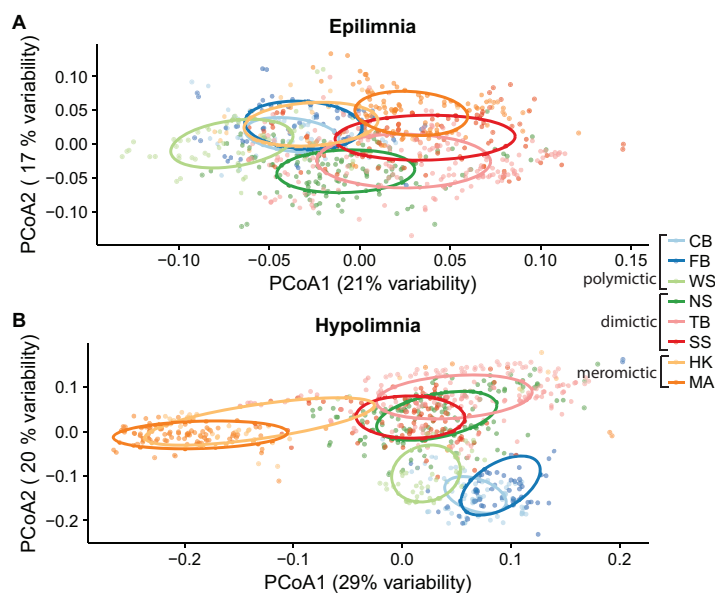 A
Epilimnia
PCoA2 ( 17 % variability)
0.10
0.05
0.00
−0.05
−0.10
−0.10
−0.05
0.00
0.05
0.10
0.15
PCoA1 (21% variability)
polymictic
CB
FB
WS
dimictic
NS
TB
SS
meromictic
HK
MA
B
Hypolimnia
PCoA2 ( 20 % variability)
0.1
0.0
−0.1
−0.2
−0.2
−0.1
0.0
0.1
0.2
PCoA1 (29% variability)